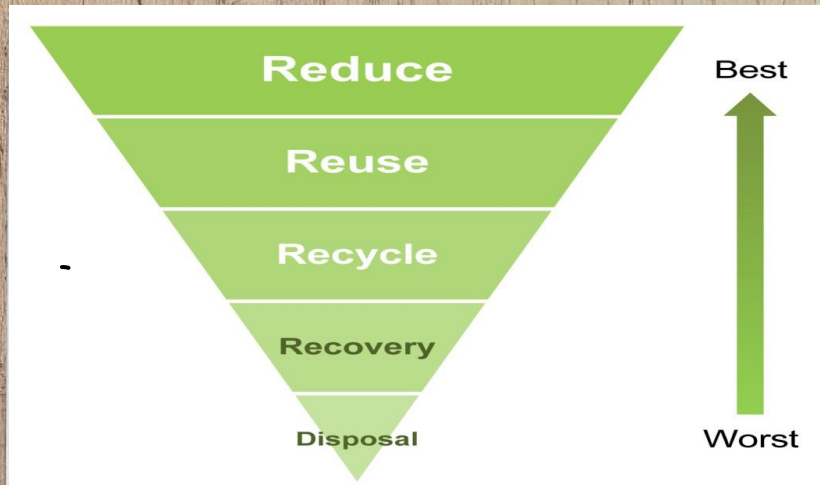 Reduce
Best
Reuse
Recycle
Recovery
Disposal
Worst